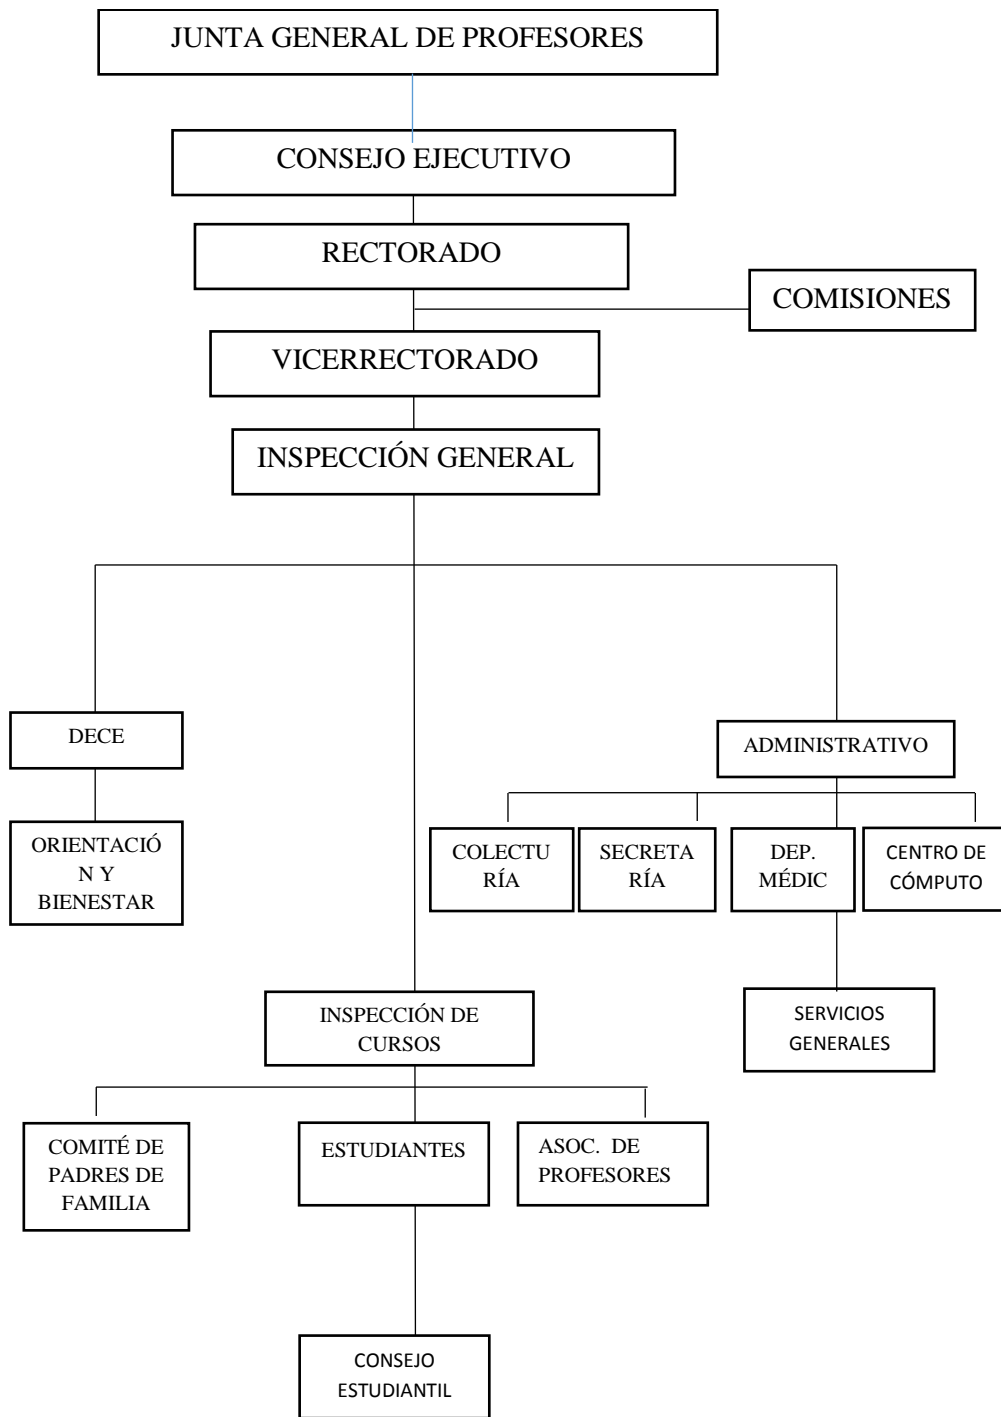 JUNTA GENERAL DE PROFESORES
CONSEJO EJECUTIVO
RECTORADO
COMISIONES
VICERRECTORADO
INSPECCIÓN GENERAL
DECE
ADMINISTRATIVO
ORIENTACIÓ
N Y
BIENESTAR
COLECTU
RÍA
SECRETA
RÍA
DEP.
MÉDIC
CENTRO DE
CÓMPUTO
INSPECCIÓN DE
CURSOS
SERVICIOS
GENERALES
COMITÉ DE
PADRES DE
FAMILIA
ESTUDIANTES
ASOC. DE
PROFESORES
CONSEJO
ESTUDIANTIL